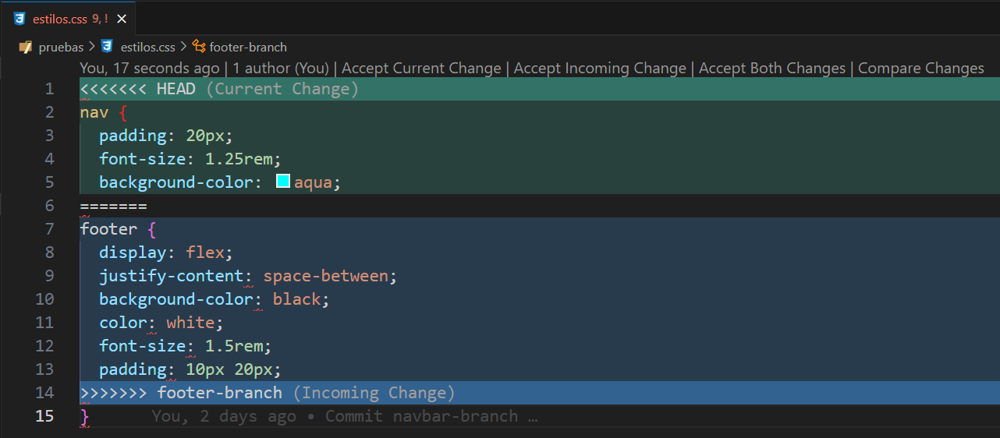 estilos.css 9, !
pruebas > estilos.css > footer-branch
You, 17 seconds ago | 1 author (You) | Accept Current Change | Accept Incoming Change | Accept Both Changes | Compare Changes
1 <<<<<<< HEAD (Current Change)
2 nav {
3   padding: 20px;
4   font-size: 1.25rem;
5   background-color: aqua;
6 =======
7 footer {
8   display: flex;
9   justify-content: space-between;
10   background-color: black;
11   color: white;
12   font-size: 1.5rem;
13   padding: 10px 20px;
14 >>>>>>> footer-branch (Incoming Change)
15 } You, 2 days ago • Commit navbar-branch …